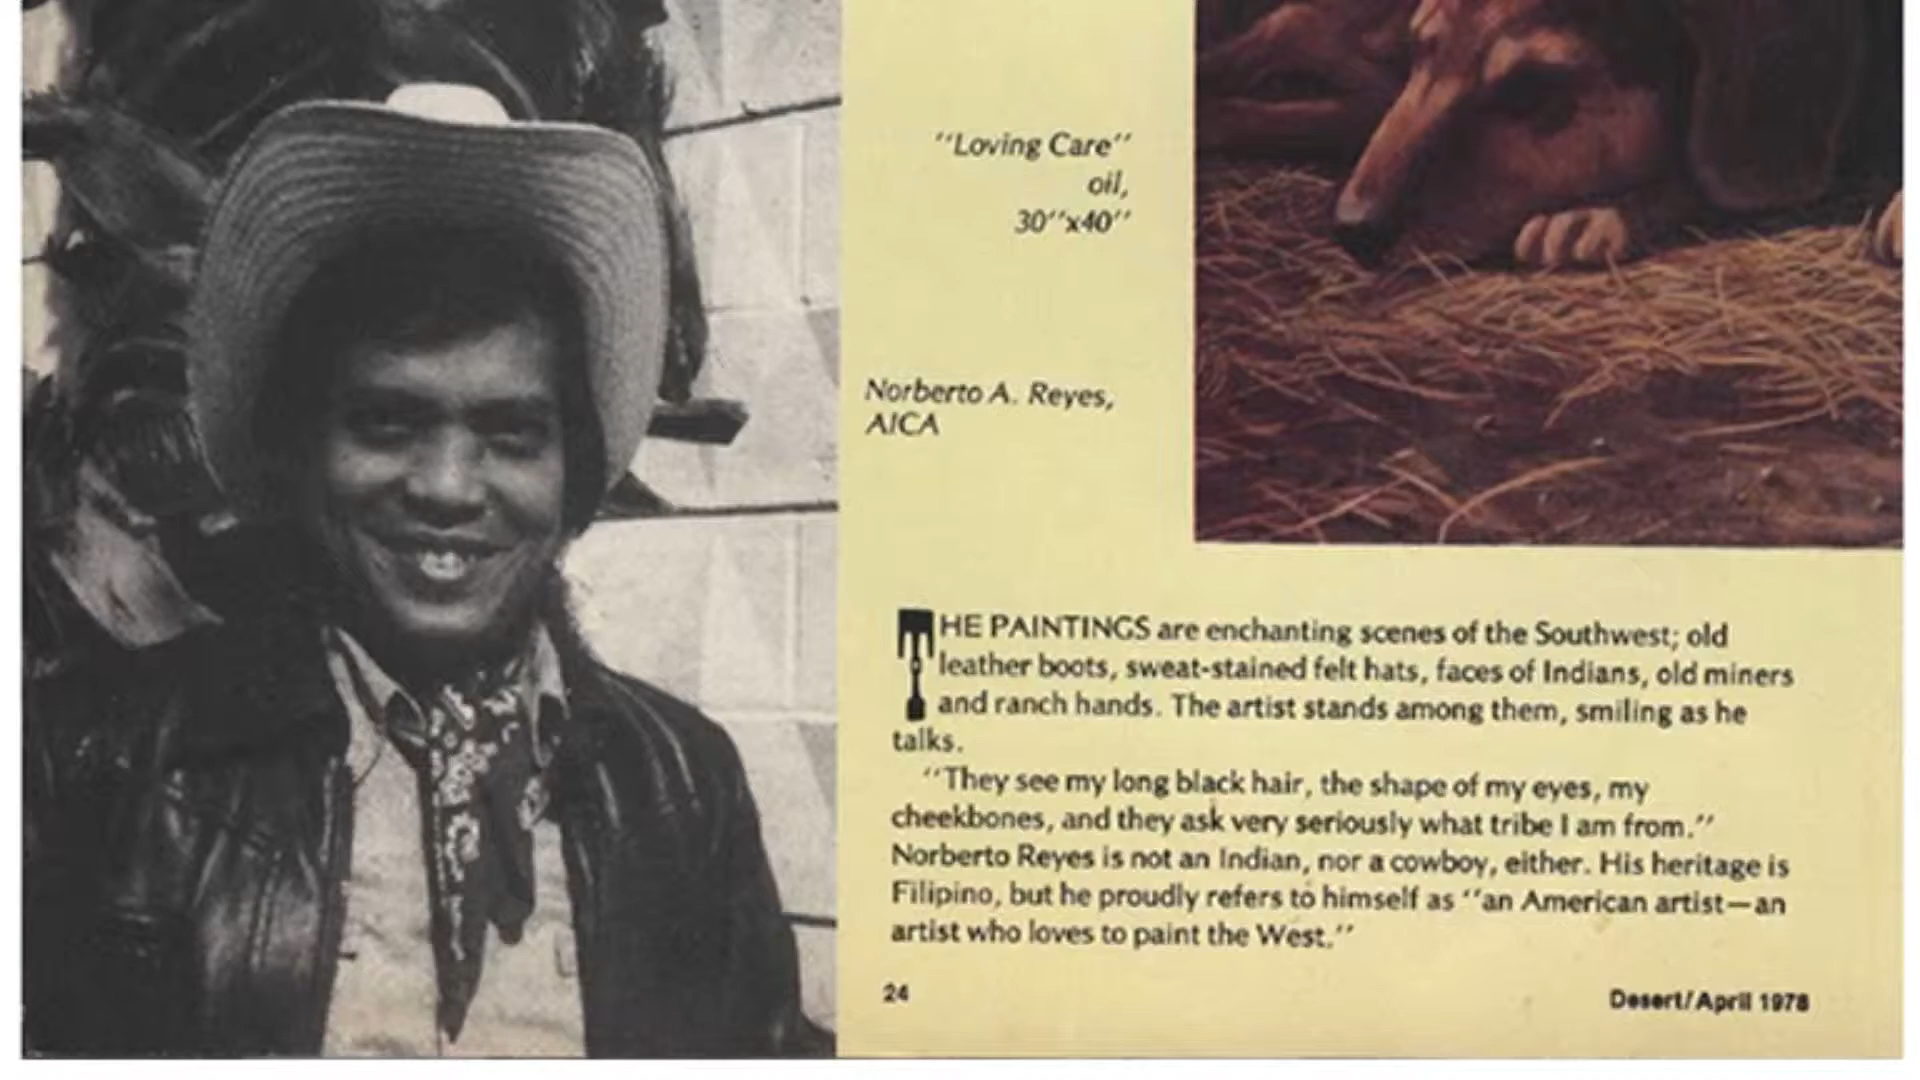 "Loving Care"
oil,
30"x40"
Norberto A. Reyes,
AICA
THE PAINTINGS are enchanting scenes of the Southwest; old
leather boots, sweat-stained felt hats, faces of Indians, old miners
and ranch hands. The artist stands among them, smiling as he
talks.
"They see my long black hair, the shape of my eyes, my
cheekbones, and they ask very seriously what tribe I am from."
Norberto Reyes is not an Indian, nor a cowboy, either. His heritage is
Filipino, but he proudly refers to himself as "an American artist—an
artist who loves to paint the West."
24
Desert/April 1978